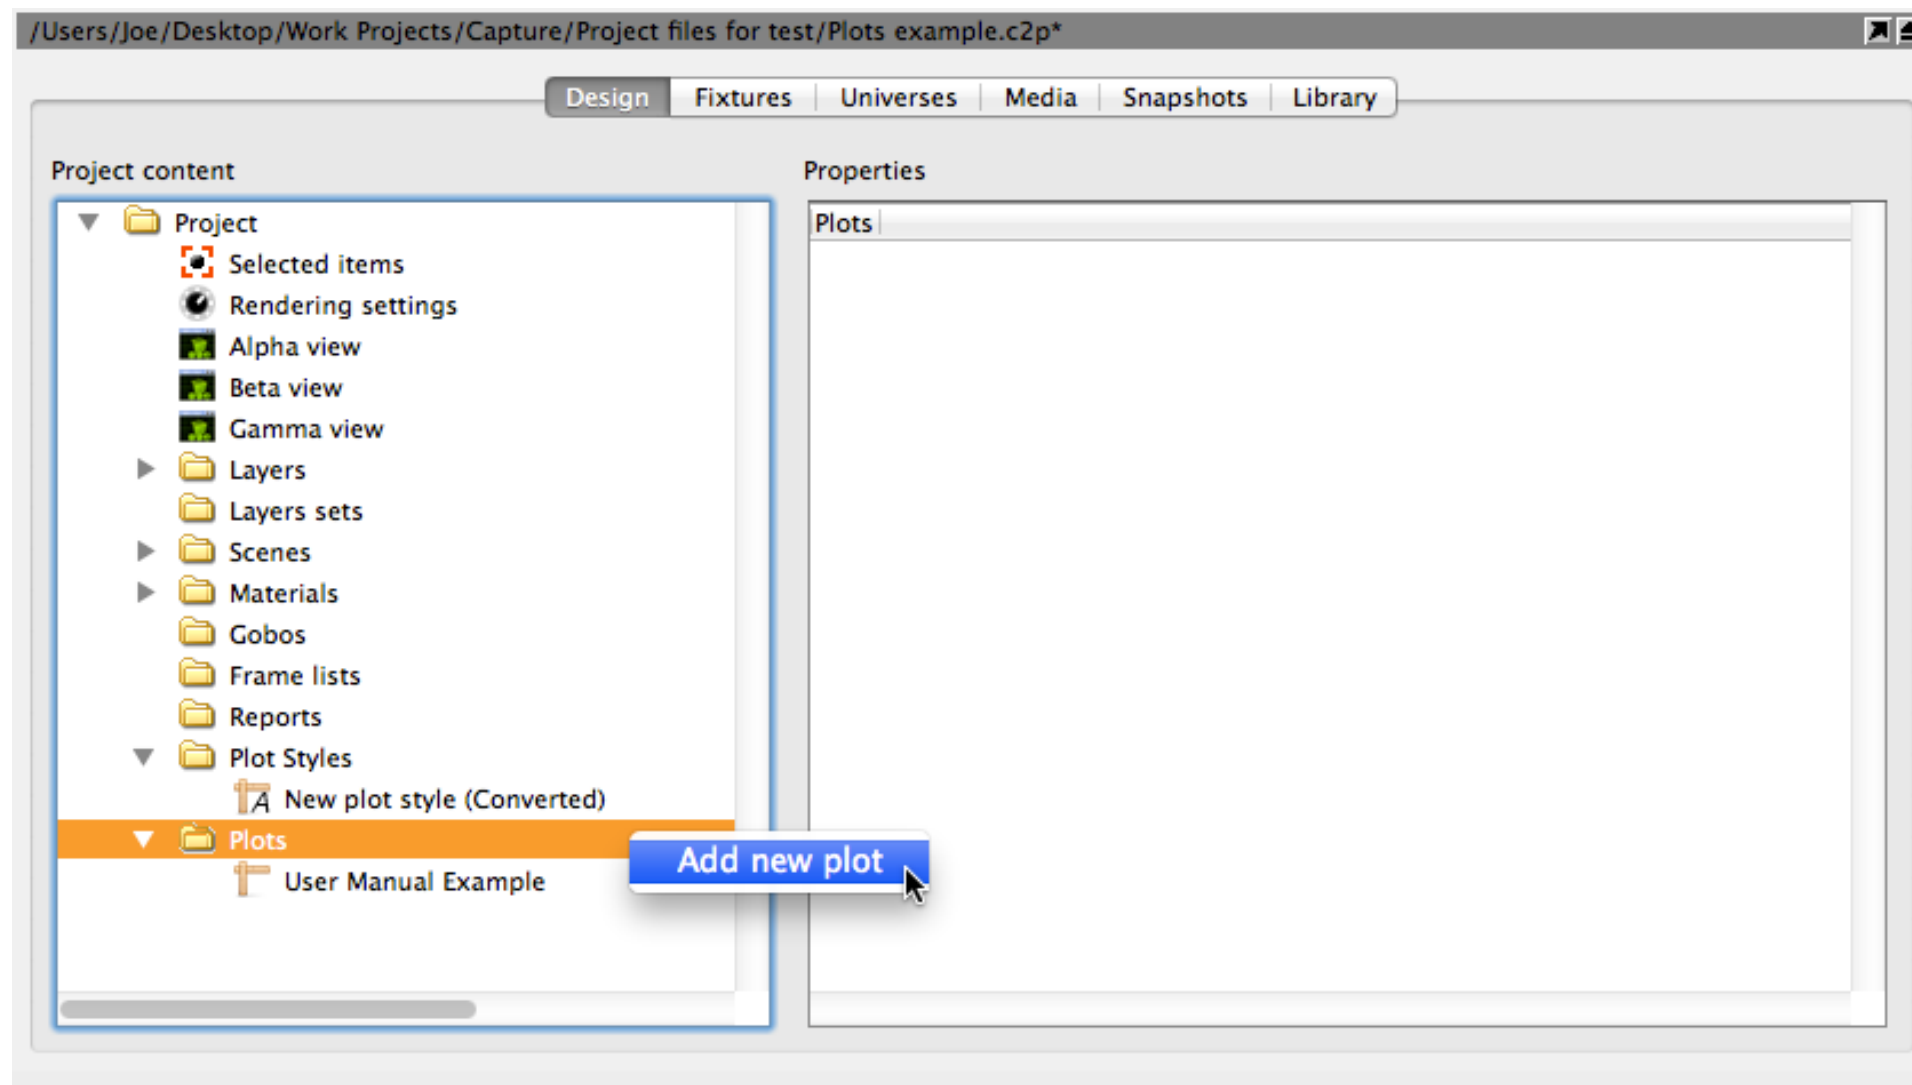 /Users/Joe/Desktop/Work Projects/Capture/Project files for test/Plots example.c2p*
Design Fixtures Universes Media Snapshots Library
Project content
Properties
Project
Selected items
Rendering settings
Alpha view
Beta view
Gamma view
Layers
Layers sets
Scenes
Materials
Gobos
Frame lists
Reports
Plot Styles
New plot style (Converted)
Plots
User Manual Example
Add new plot
Plots